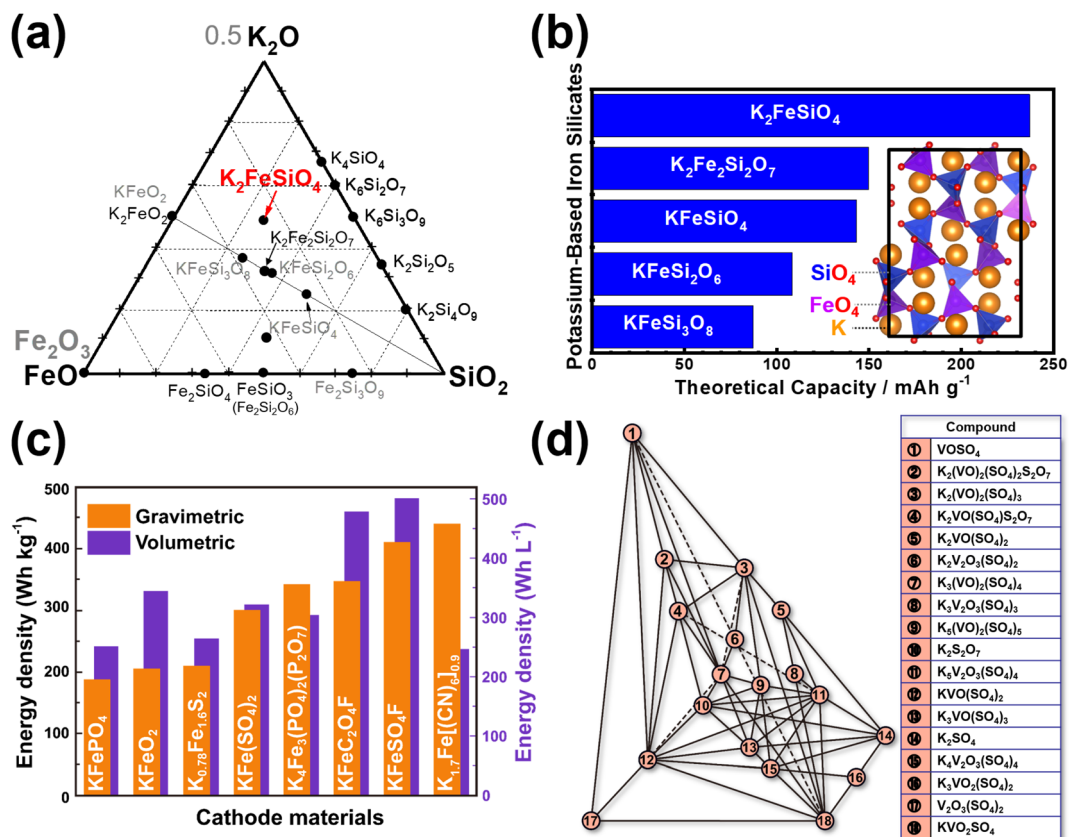 (a)
0.5 K₂O
K₄SiO₄
K₂FeSiO₄
K₆Si₂O₇
KFeO₂
K₂FeO₂
K₆Si₃O₉
K₂Fe₂Si₂O₇
KFeSi₃O₈
KFeSi₂O₆
K₂Si₂O₅
KFeSiO₄
K₂Si₄O₉
Fe₂O₃
FeO
SiO₂
Fe₂SiO₄
FeSiO₃
Fe₂Si₃O₉
(Fe₂Si₂O₆)
(b)
Potassium-Based Iron Silicates
K₂FeSiO₄
K₂Fe₂Si₂O₇
KFeSiO₄
KFeSi₂O₆
KFeSi₃O₈
SiO₄
FeO₄
K
0 50 100 150 200 250
Theoretical Capacity / mAh g⁻¹
(c)
Energy density (Wh kg⁻¹)
500
400
300
200
100
0
Gravimetric
Volumetric
KFePO₄
KFeO₂
K₀.₇₈Fe₁.₆S₂
KFe(SO₄)₂
K₄Fe₃(PO₄)₂(P₂O₇)
KFeC₂O₄F
KFeSO₄F
K₁.₇Fe[(CN)₆]₀.₉
500
400
300
200
100
0
Energy density (Wh L⁻¹)
Cathode materials
(d)
1
2
3
4
5
6
7
8
9
10
11
12
13
14
15
16
17
18
Compound
① VOSO₄
② K₂(VO)₂(SO₄)₂S₂O₇
③ K₂(VO)₂(SO₄)₃
④ K₂VO(SO₄)S₂O₇
⑤ K₂VO(SO₄)₂
⑥ K₂V₂O₃(SO₄)₂
⑦ K₃(VO)₂(SO₄)₄
⑧ K₃V₂O₃(SO₄)₃
⑨ K₅(VO)₂(SO₄)₅
⑩ K₂S₂O₇
⑪ K₅V₂O₃(SO₄)₄
⑫ KVO(SO₄)₂
⑬ K₃VO(SO₄)₃
⑭ K₂SO₄
⑮ K₄V₂O₃(SO₄)₄
⑯ K₃VO₂(SO₄)₂
⑰ V₂O₃(SO₄)₂
⑱ KVO₂SO₄